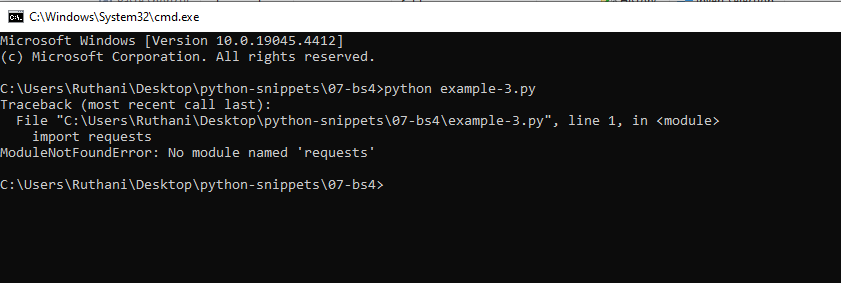 C:\Windows\System32\cmd.exe
Microsoft Windows [Version 10.0.19045.4412]
(c) Microsoft Corporation. All rights reserved.
C:\Users\Ruthani\Desktop\python-snippets\07-bs4>python example-3.py
Traceback (most recent call last):
  File "C:\Users\Ruthani\Desktop\python-snippets\07-bs4\example-3.py", line 1, in <module>
    import requests
ModuleNotFoundError: No module named 'requests'
C:\Users\Ruthani\Desktop\python-snippets\07-bs4>